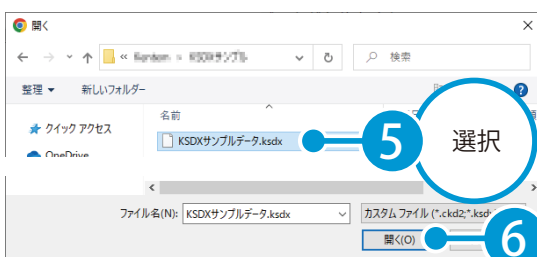 開く
整理 新しいフォルダー
名前
クイック アクセス
KSDXサンプルデータ.ksdx
5
選択
OneDrive
ファイル名(N): KSDXサンプルデータ.ksdx
カスタム ファイル (*.ckd2;*.ksd
開く(O)
6
検索